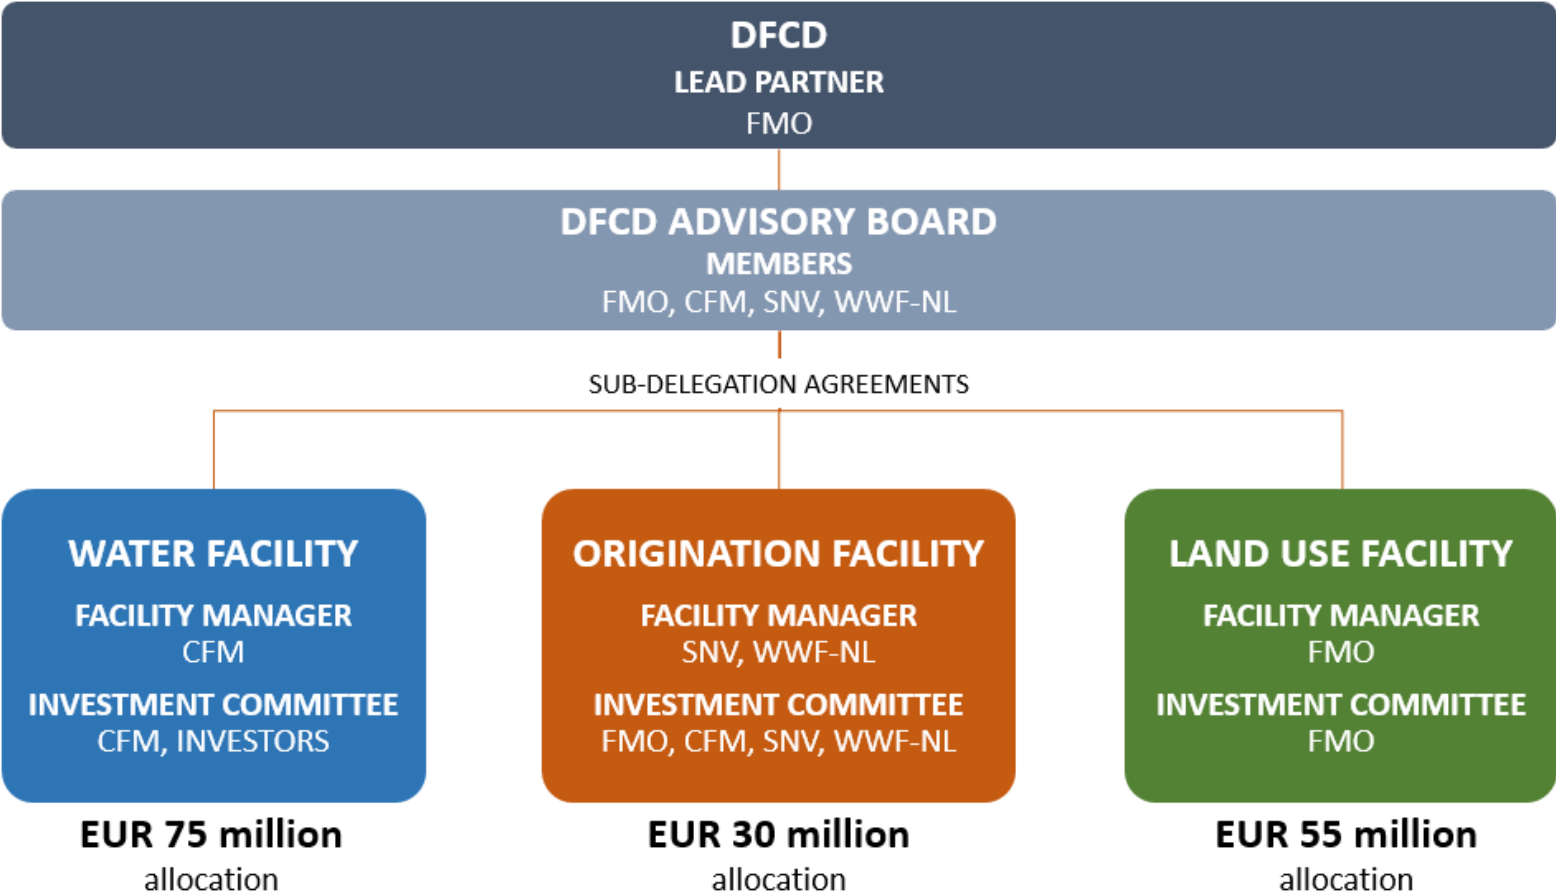 DFCD
LEAD PARTNER
FMO
DFCD ADVISORY BOARD
MEMBERS
FMO, CFM, SNV, WWF-NL
SUB-DELEGATION AGREEMENTS
WATER FACILITY
FACILITY MANAGER
CFM
INVESTMENT COMMITTEE
CFM, INVESTORS
EUR 75 million
allocation
ORIGINATION FACILITY
FACILITY MANAGER
SNV, WWF-NL
INVESTMENT COMMITTEE
FMO, CFM, SNV, WWF-NL
EUR 30 million
allocation
LAND USE FACILITY
FACILITY MANAGER
FMO
INVESTMENT COMMITTEE
FMO
EUR 55 million
allocation